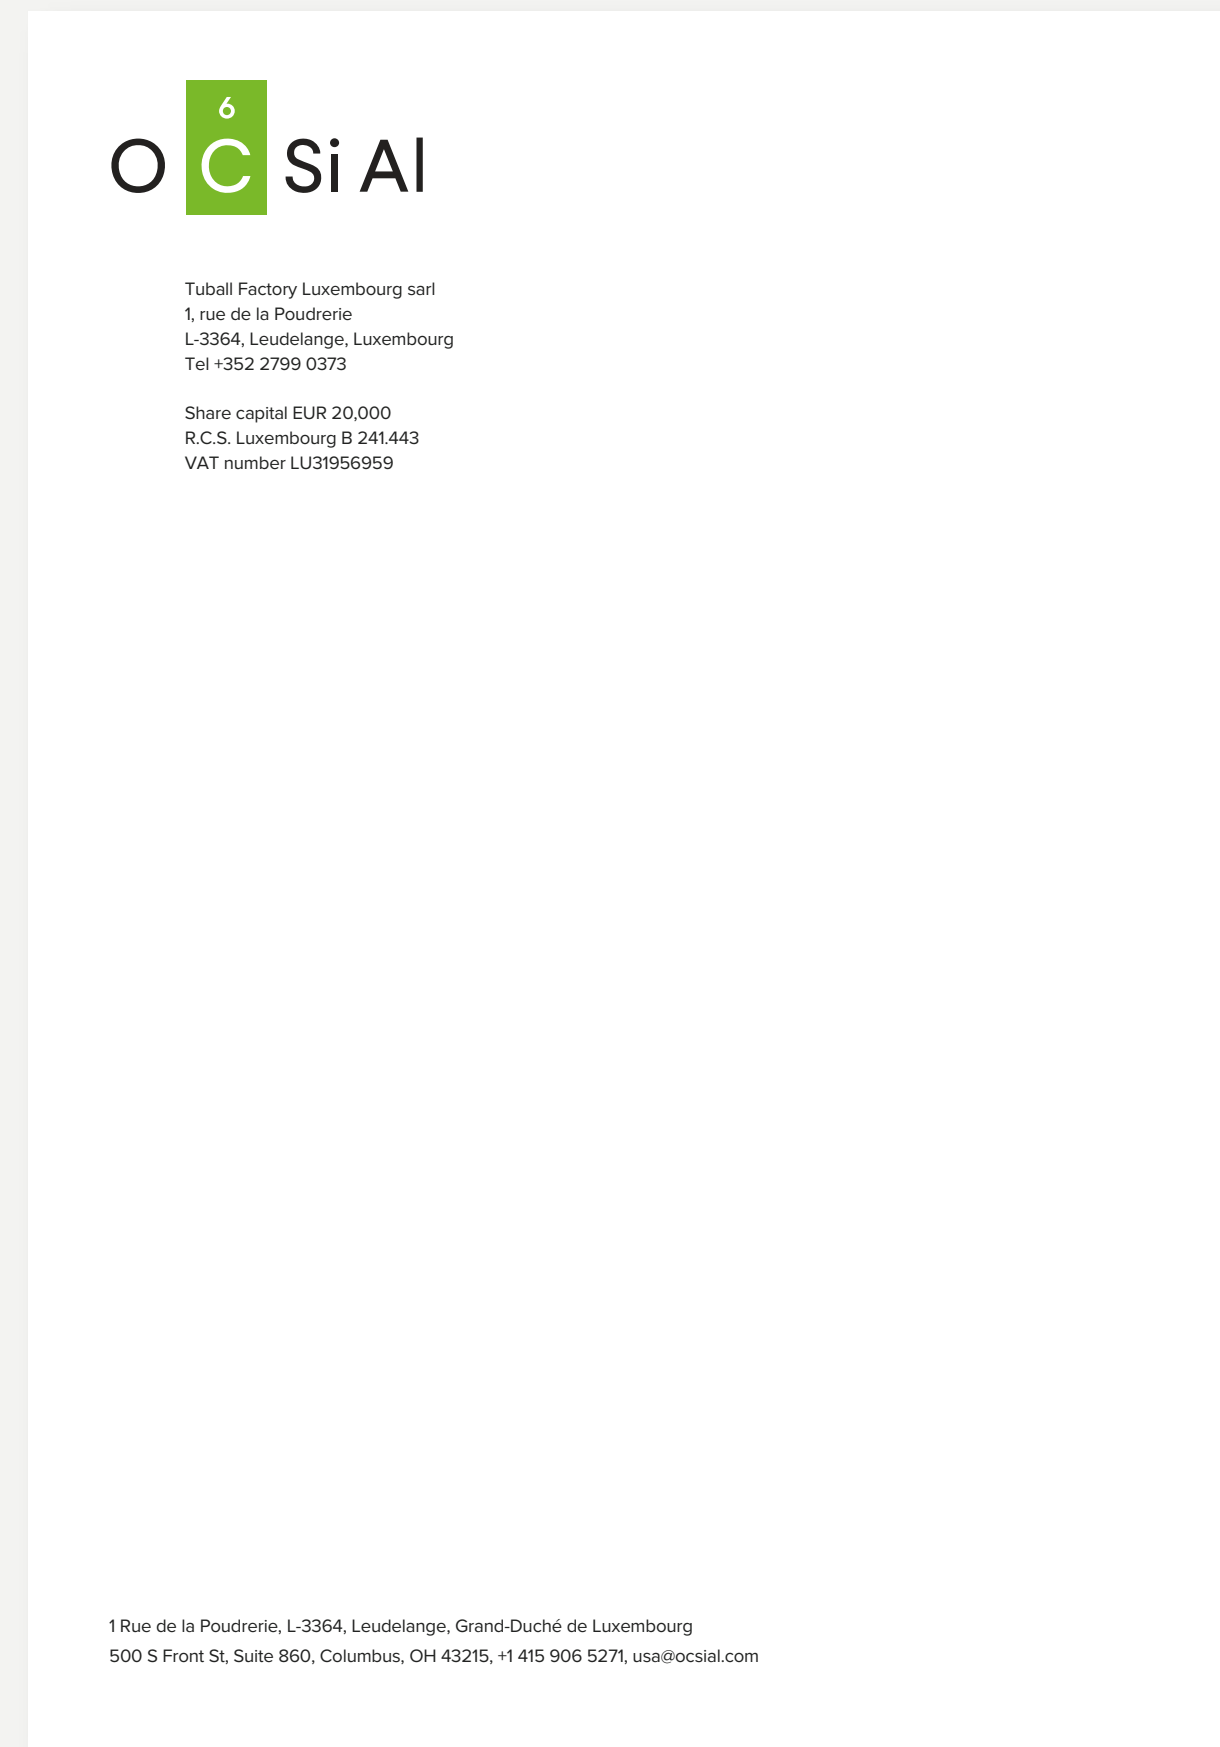 6
O C Si Al
Tuball Factory Luxembourg sarl
1, rue de la Poudrerie
L-3364, Leudelange, Luxembourg
Tel +352 2799 0373
Share capital EUR 20,000
R.C.S. Luxembourg B 241.443
VAT number LU31956959
1 Rue de la Poudrerie, L-3364, Leudelange, Grand-Duché de Luxembourg
500 S Front St, Suite 860, Columbus, OH 43215, +1 415 906 5271, usa@ocsial.com